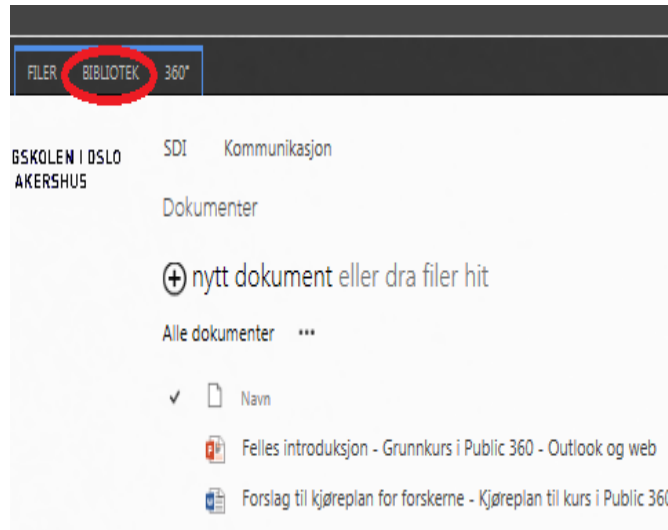 FILER BIBLIOTEK 360°
GSKOLEN I OSLO
AKERSHUS
SDI Kommunikasjon
Dokumenter
nytt dokument eller dra filer hit
Alle dokumenter ...
Navn
Felles introduksjon - Grunnkurs i Public 360 - Outlook og web
Forslag til kjøreplan for forskerne - Kjøreplan til kurs i Public 360